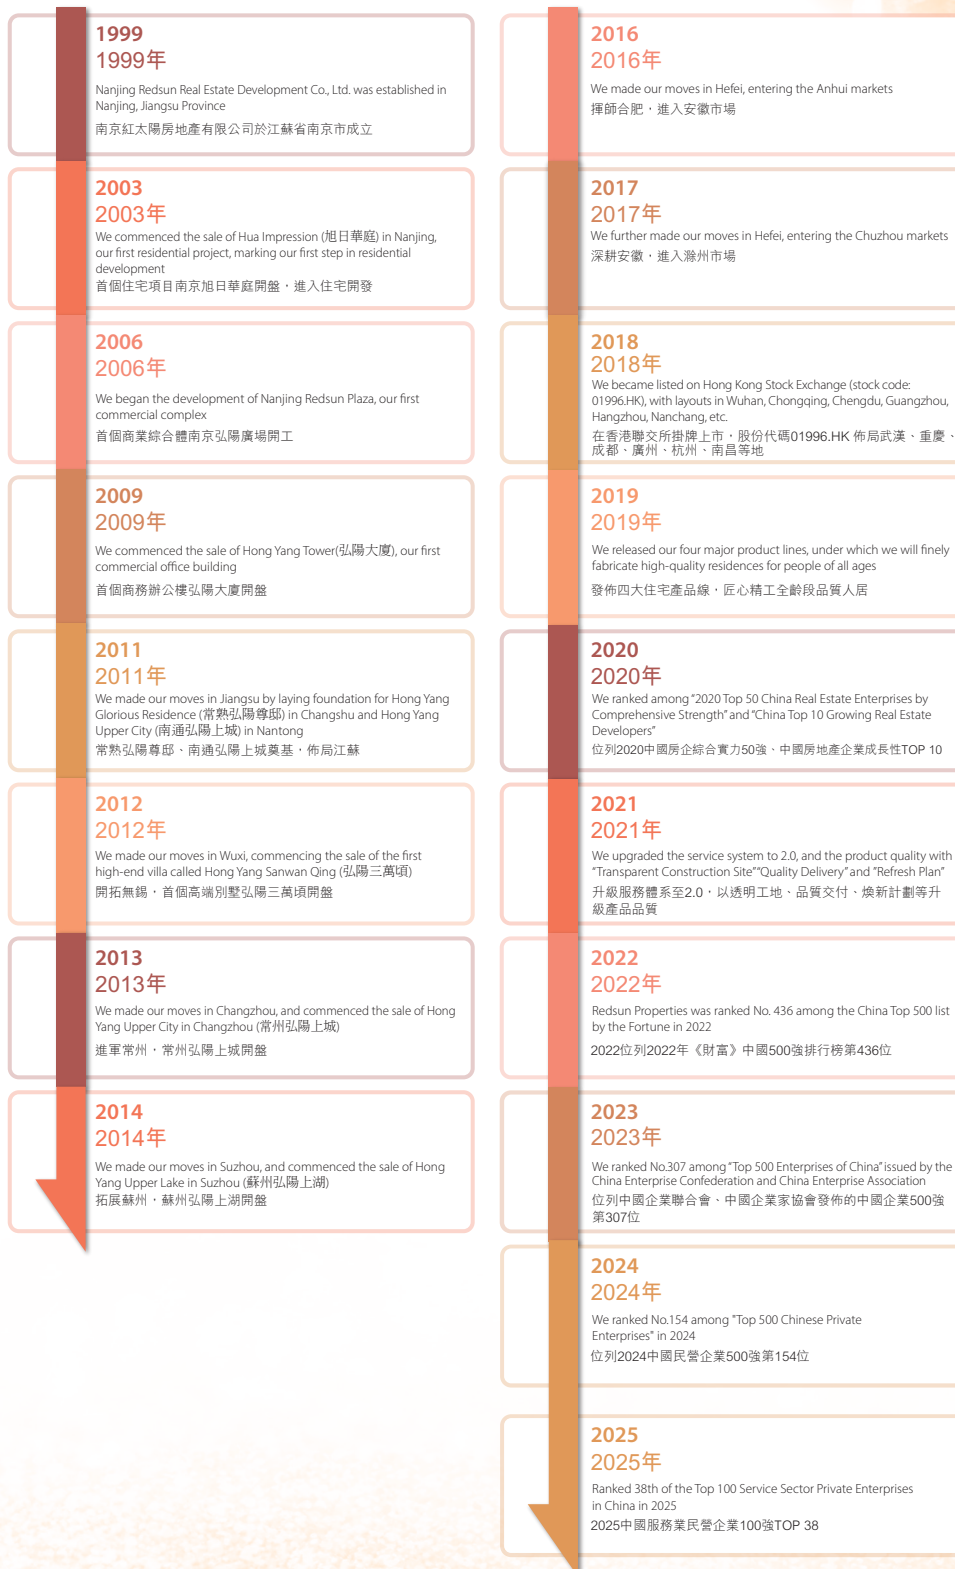 1999
1999年
Nanjing Redsun Real Estate Development Co., Ltd. was established in
Nanjing, Jiangsu Province
南京紅太陽房地產有限公司於江蘇省南京市成立
2003
2003年
We commenced the sale of Hua Impression (旭日華庭) in Nanjing,
our first residential project, marking our first step in residential
development
首個住宅項目南京旭日華庭開盤，進入住宅開發
2006
2006年
We began the development of Nanjing Redsun Plaza, our first
commercial complex
首個商業綜合體南京弘陽廣場開工
2009
2009年
We commenced the sale of Hong Yang Tower(弘陽大廈), our first
commercial office building
首個商務辦公樓弘陽大廈開盤
2011
2011年
We made our moves in Jiangsu by laying foundation for Hong Yang
Glorious Residence (常熟弘陽尊邸) in Changshu and Hong Yang
Upper City (南通弘陽上城) in Nantong
常熟弘陽尊邸、南通弘陽上城奠基，佈局江蘇
2012
2012年
We made our moves in Wuxi, commencing the sale of the first
high-end villa called Hong Yang Sanwan Qing (弘陽三萬頃)
開拓無錫，首個高端別墅弘陽三萬頃開盤
2013
2013年
We made our moves in Changzhou, and commenced the sale of Hong
Yang Upper City in Changzhou (常州弘陽上城)
進軍常州，常州弘陽上城開盤
2014
2014年
We made our moves in Suzhou, and commenced the sale of Hong
Yang Upper Lake in Suzhou (蘇州弘陽上湖)
拓展蘇州，蘇州弘陽上湖開盤
2016
2016年
We made our moves in Hefei, entering the Anhui markets
揮師合肥，進入安徽市場
2017
2017年
We further made our moves in Hefei, entering the Chuzhou markets
深耕安徽，進入滁州市場
2018
2018年
We became listed on Hong Kong Stock Exchange (stock code:
01996.HK), with layouts in Wuhan, Chongqing, Chengdu, Guangzhou,
Hangzhou, Nanchang, etc.
在香港聯交所掛牌上市，股份代碼01996.HK 佈局武漢、重慶、
成都、廣州、杭州、南昌等地
2019
2019年
We released our four major product lines, under which we will finely
fabricate high-quality residences for people of all ages
發佈四大住宅產品線，匠心精工全齡段品質人居
2020
2020年
We ranked among “2020 Top 50 China Real Estate Enterprises by
Comprehensive Strength” and “China Top 10 Growing Real Estate
Developers”
位列2020中國房企綜合實力50強、中國房地產企業成長性TOP 10
2021
2021年
We upgraded the service system to 2.0, and the product quality with
“Transparent Construction Site” “Quality Delivery” and “Refresh Plan”
升級服務體系至2.0，以透明工地、品質交付、煥新計劃等升
級產品品質
2022
2022年
Redsun Properties was ranked No. 436 among the China Top 500 list
by the Fortune in 2022
2022位列2022年《財富》中國500強排行榜第436位
2023
2023年
We ranked No.307 among “Top 500 Enterprises of China” issued by the
China Enterprise Confederation and China Enterprise Association
位列中國企業聯合會、中國企業家協會發佈的中國企業500強
第307位
2024
2024年
We ranked No.154 among "Top 500 Chinese Private
Enterprises" in 2024
位列2024中國民營企業500強第154位
2025
2025年
Ranked 38th of the Top 100 Service Sector Private Enterprises
in China in 2025
2025中國服務業民營企業100強TOP 38